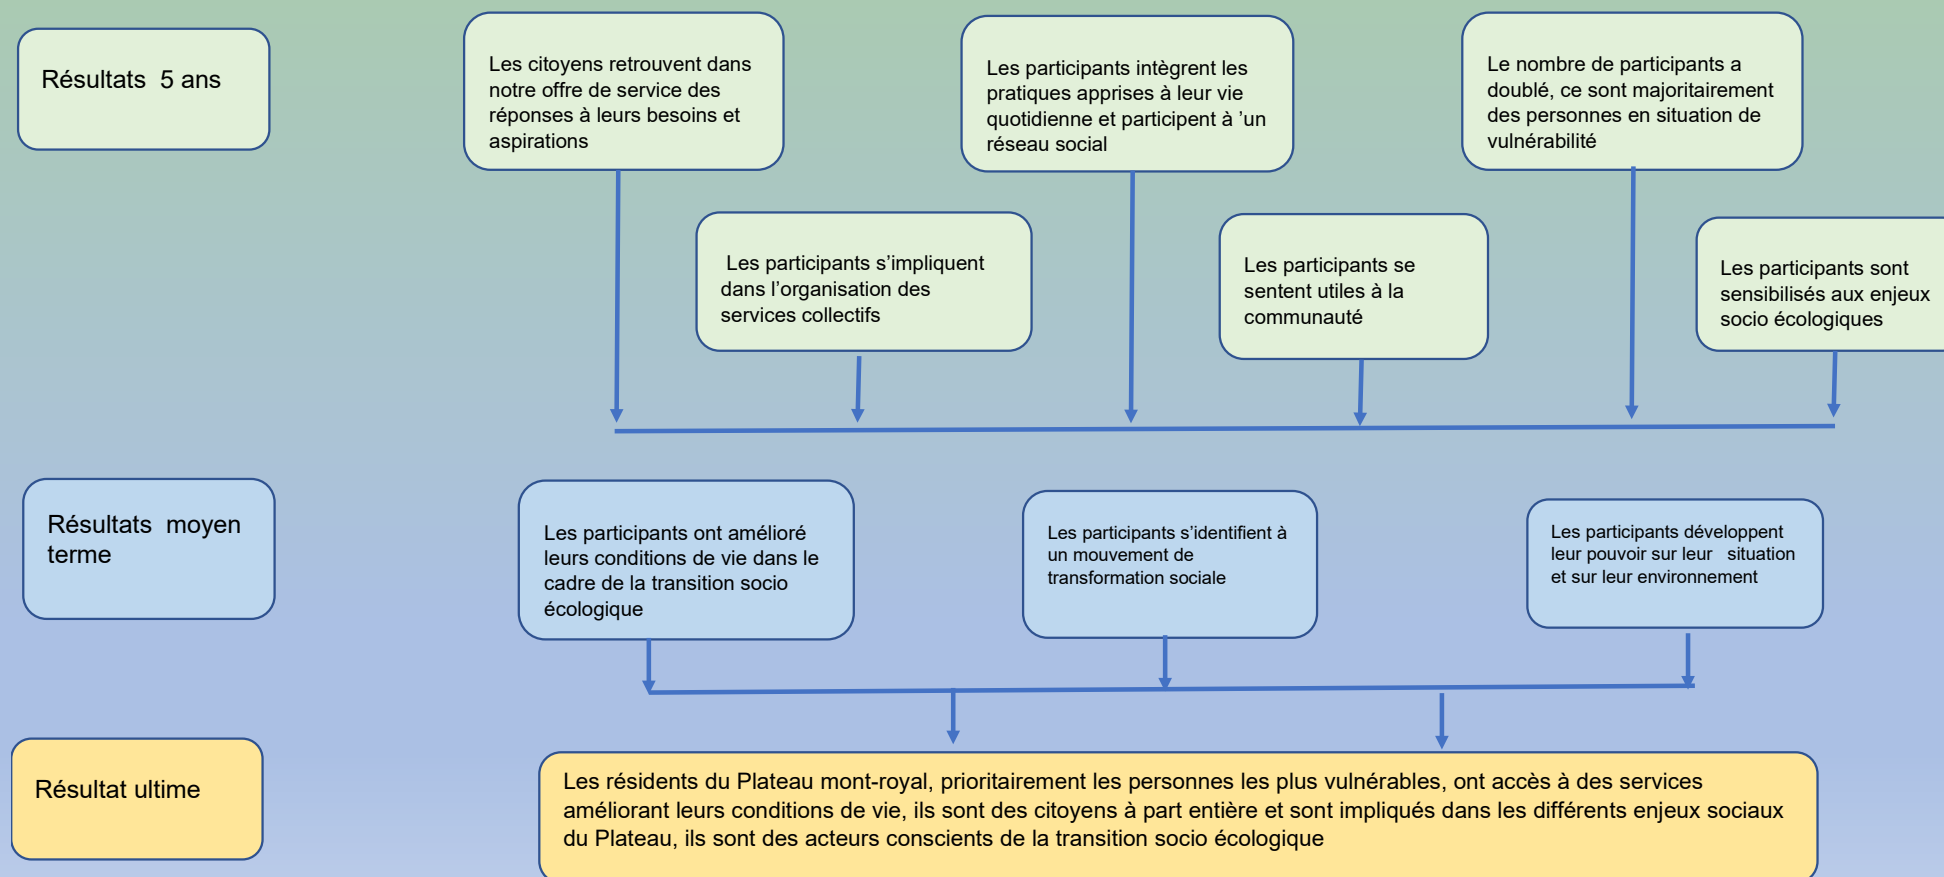 Résultats 5 ans
Les citoyens retrouvent dans
notre offre de service des
réponses à leurs besoins et
aspirations
Les participants intègrent les
pratiques apprises à leur vie
quotidienne et participent à ’un
réseau social
Le nombre de participants a
doublé, ce sont majoritairement
des personnes en situation de
vulnérabilité
Les participants s’impliquent
dans l’organisation des
services collectifs
Les participants se
sentent utiles à la
communauté
Les participants sont
sensibilisés aux enjeux
socio écologiques
Résultats moyen
terme
Les participants ont amélioré
leurs conditions de vie dans le
cadre de la transition socio
écologique
Les participants s’identifient à
un mouvement de
transformation sociale
Les participants développent
leur pouvoir sur leur situation
et sur leur environnement
Résultat ultime
Les résidents du Plateau mont-royal, prioritairement les personnes les plus vulnérables, ont accès à des services
améliorant leurs conditions de vie, ils sont des citoyens à part entière et sont impliqués dans les différents enjeux sociaux
du Plateau, ils sont des acteurs conscients de la transition socio écologique